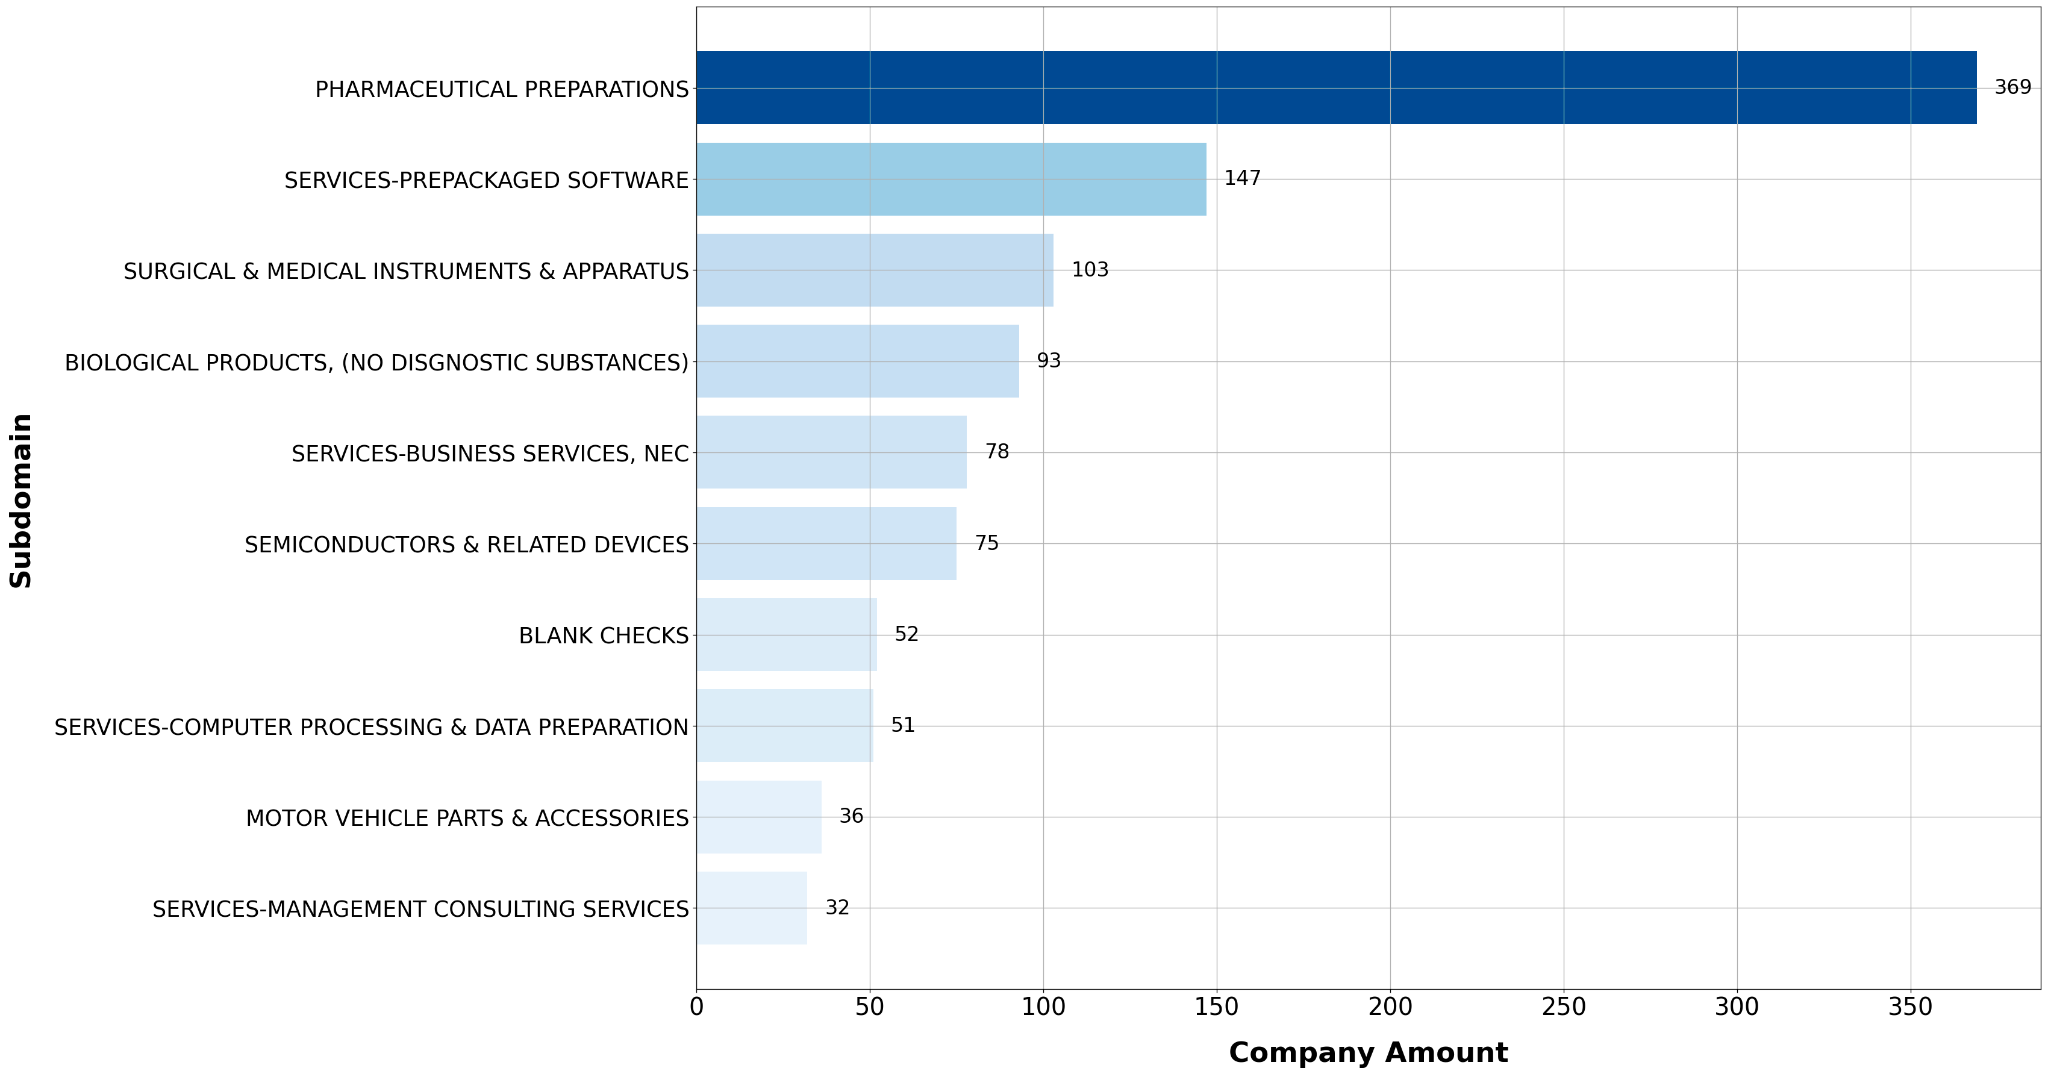 PHARMACEUTICAL PREPARATIONS 369
SERVICES-PREPACKAGED SOFTWARE 147
SURGICAL & MEDICAL INSTRUMENTS & APPARATUS 103
BIOLOGICAL PRODUCTS, (NO DISGNOSTIC SUBSTANCES) 93
SERVICES-BUSINESS SERVICES, NEC 78
SEMICONDUCTORS & RELATED DEVICES 75
BLANK CHECKS 52
SERVICES-COMPUTER PROCESSING & DATA PREPARATION 51
MOTOR VEHICLE PARTS & ACCESSORIES 36
SERVICES-MANAGEMENT CONSULTING SERVICES 32
Subdomain
0 50 100 150 200 250 300 350
Company Amount